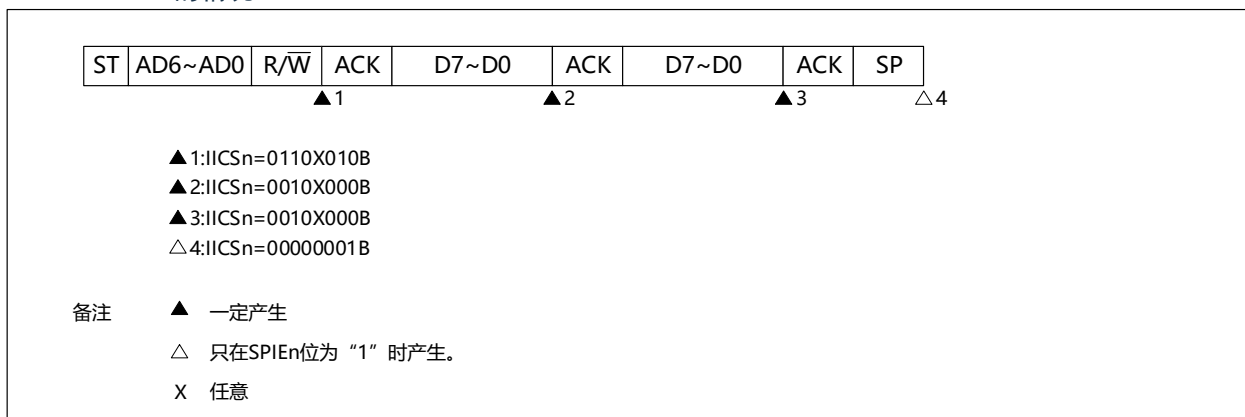 ST AD6~AD0 R/W̅ ACK D7~D0 ACK D7~D0 ACK SP
▲1 ▲2 ▲3 △4
▲1:IICSn=0110X010B
▲2:IICSn=0010X000B
▲3:IICSn=0010X000B
△4:IICSn=00000001B
备注 ▲ 一定产生
△ 只在SPIEn位为“1”时产生。
X 任意